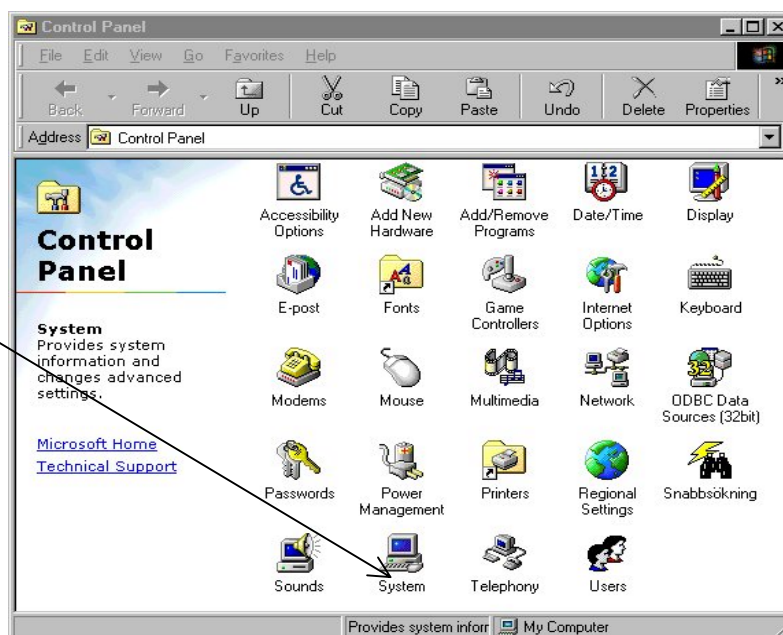 Control Panel
File Edit View Go Favorites Help
Back Forward Up Cut Copy Paste Undo Delete Properties »
Address Control Panel
Control
Panel
System
Provides system
information and
changes advanced
settings.
Microsoft Home
Technical Support
Accessibility
Options
Add New
Hardware
Add/Remove
Programs
Date/Time
Display
E-post
Fonts
Game
Controllers
Internet
Options
Keyboard
Modems
Mouse
Multimedia
Network
ODBC Data
Sources (32bit)
Passwords
Power
Management
Printers
Regional
Settings
Snabbsökning
Sounds
System
Telephony
Users
Provides system inforr My Computer